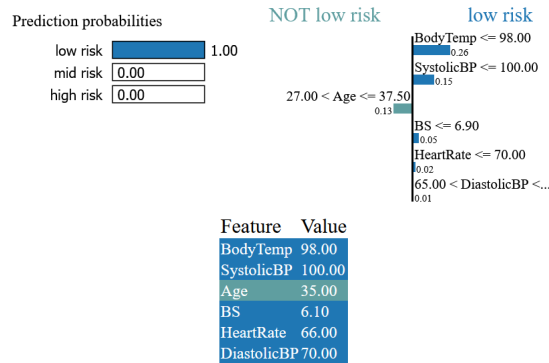 Prediction probabilities
low risk 1.00
mid risk 0.00
high risk 0.00
NOT low risk low risk
BodyTemp <= 98.00
0.26
SystolicBP <= 100.00
0.15
27.00 < Age <= 37.50
0.13
BS <= 6.90
0.05
HeartRate <= 70.00
0.02
65.00 < DiastolicBP <...
0.01
Feature Value
BodyTemp 98.00
SystolicBP 100.00
Age 35.00
BS 6.10
HeartRate 66.00
DiastolicBP 70.00